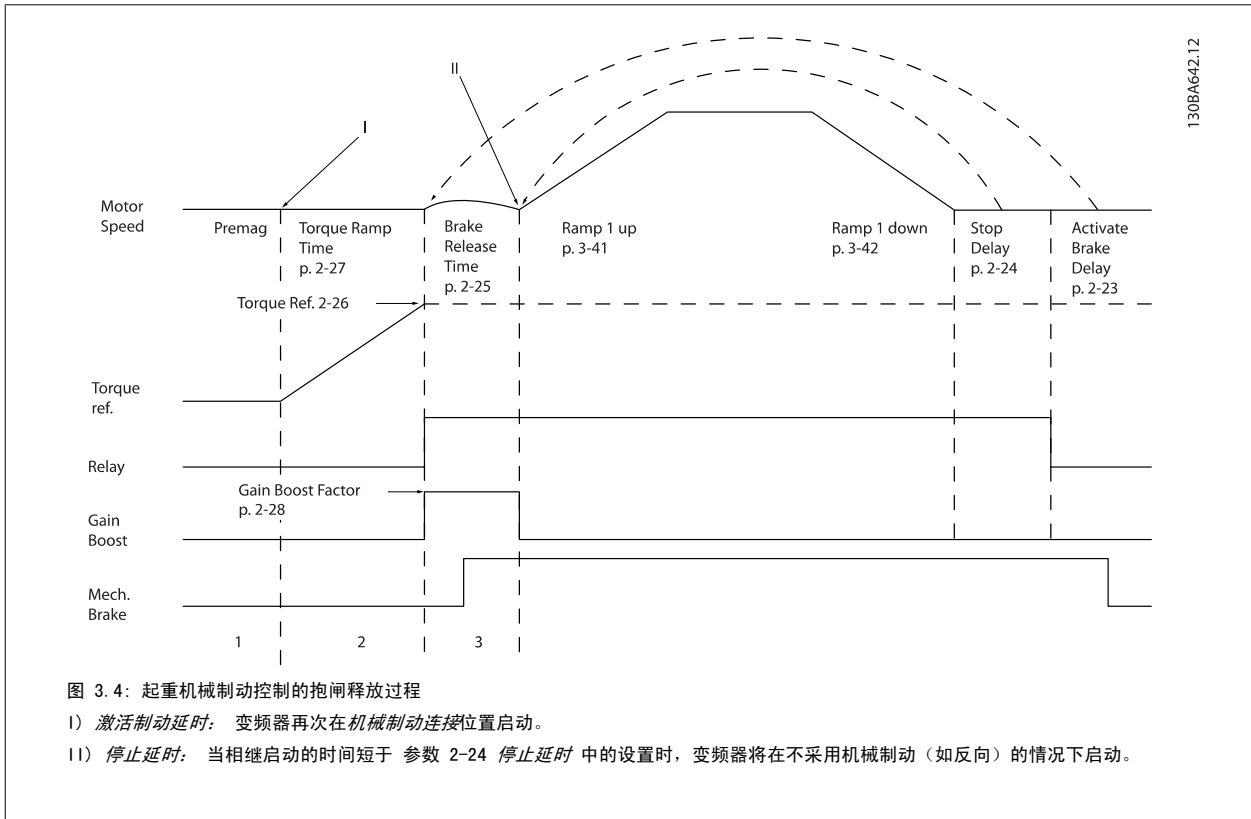 130BA642.12
II
I
Motor
Speed
Premag
Torque Ramp
Time
p. 2-27
Brake
Release
Time
p. 2-25
Ramp 1 up
p. 3-41
Ramp 1 down
p. 3-42
Stop
Delay
p. 2-24
Activate
Brake
Delay
p. 2-23
Torque Ref. 2-26
Torque
ref.
Relay
Gain Boost Factor
p. 2-28
Gain
Boost
Mech.
Brake
1
2
3
图 3.4: 起重机械制动控制的抱闸释放过程
I) 激活制动延时: 变频器再次在机械制动连接位置启动。
II) 停止延时: 当相继启动的时间短于 参数 2-24 停止延时 中的设置时，变频器将在不采用机械制动（如反向）的情况下启动。